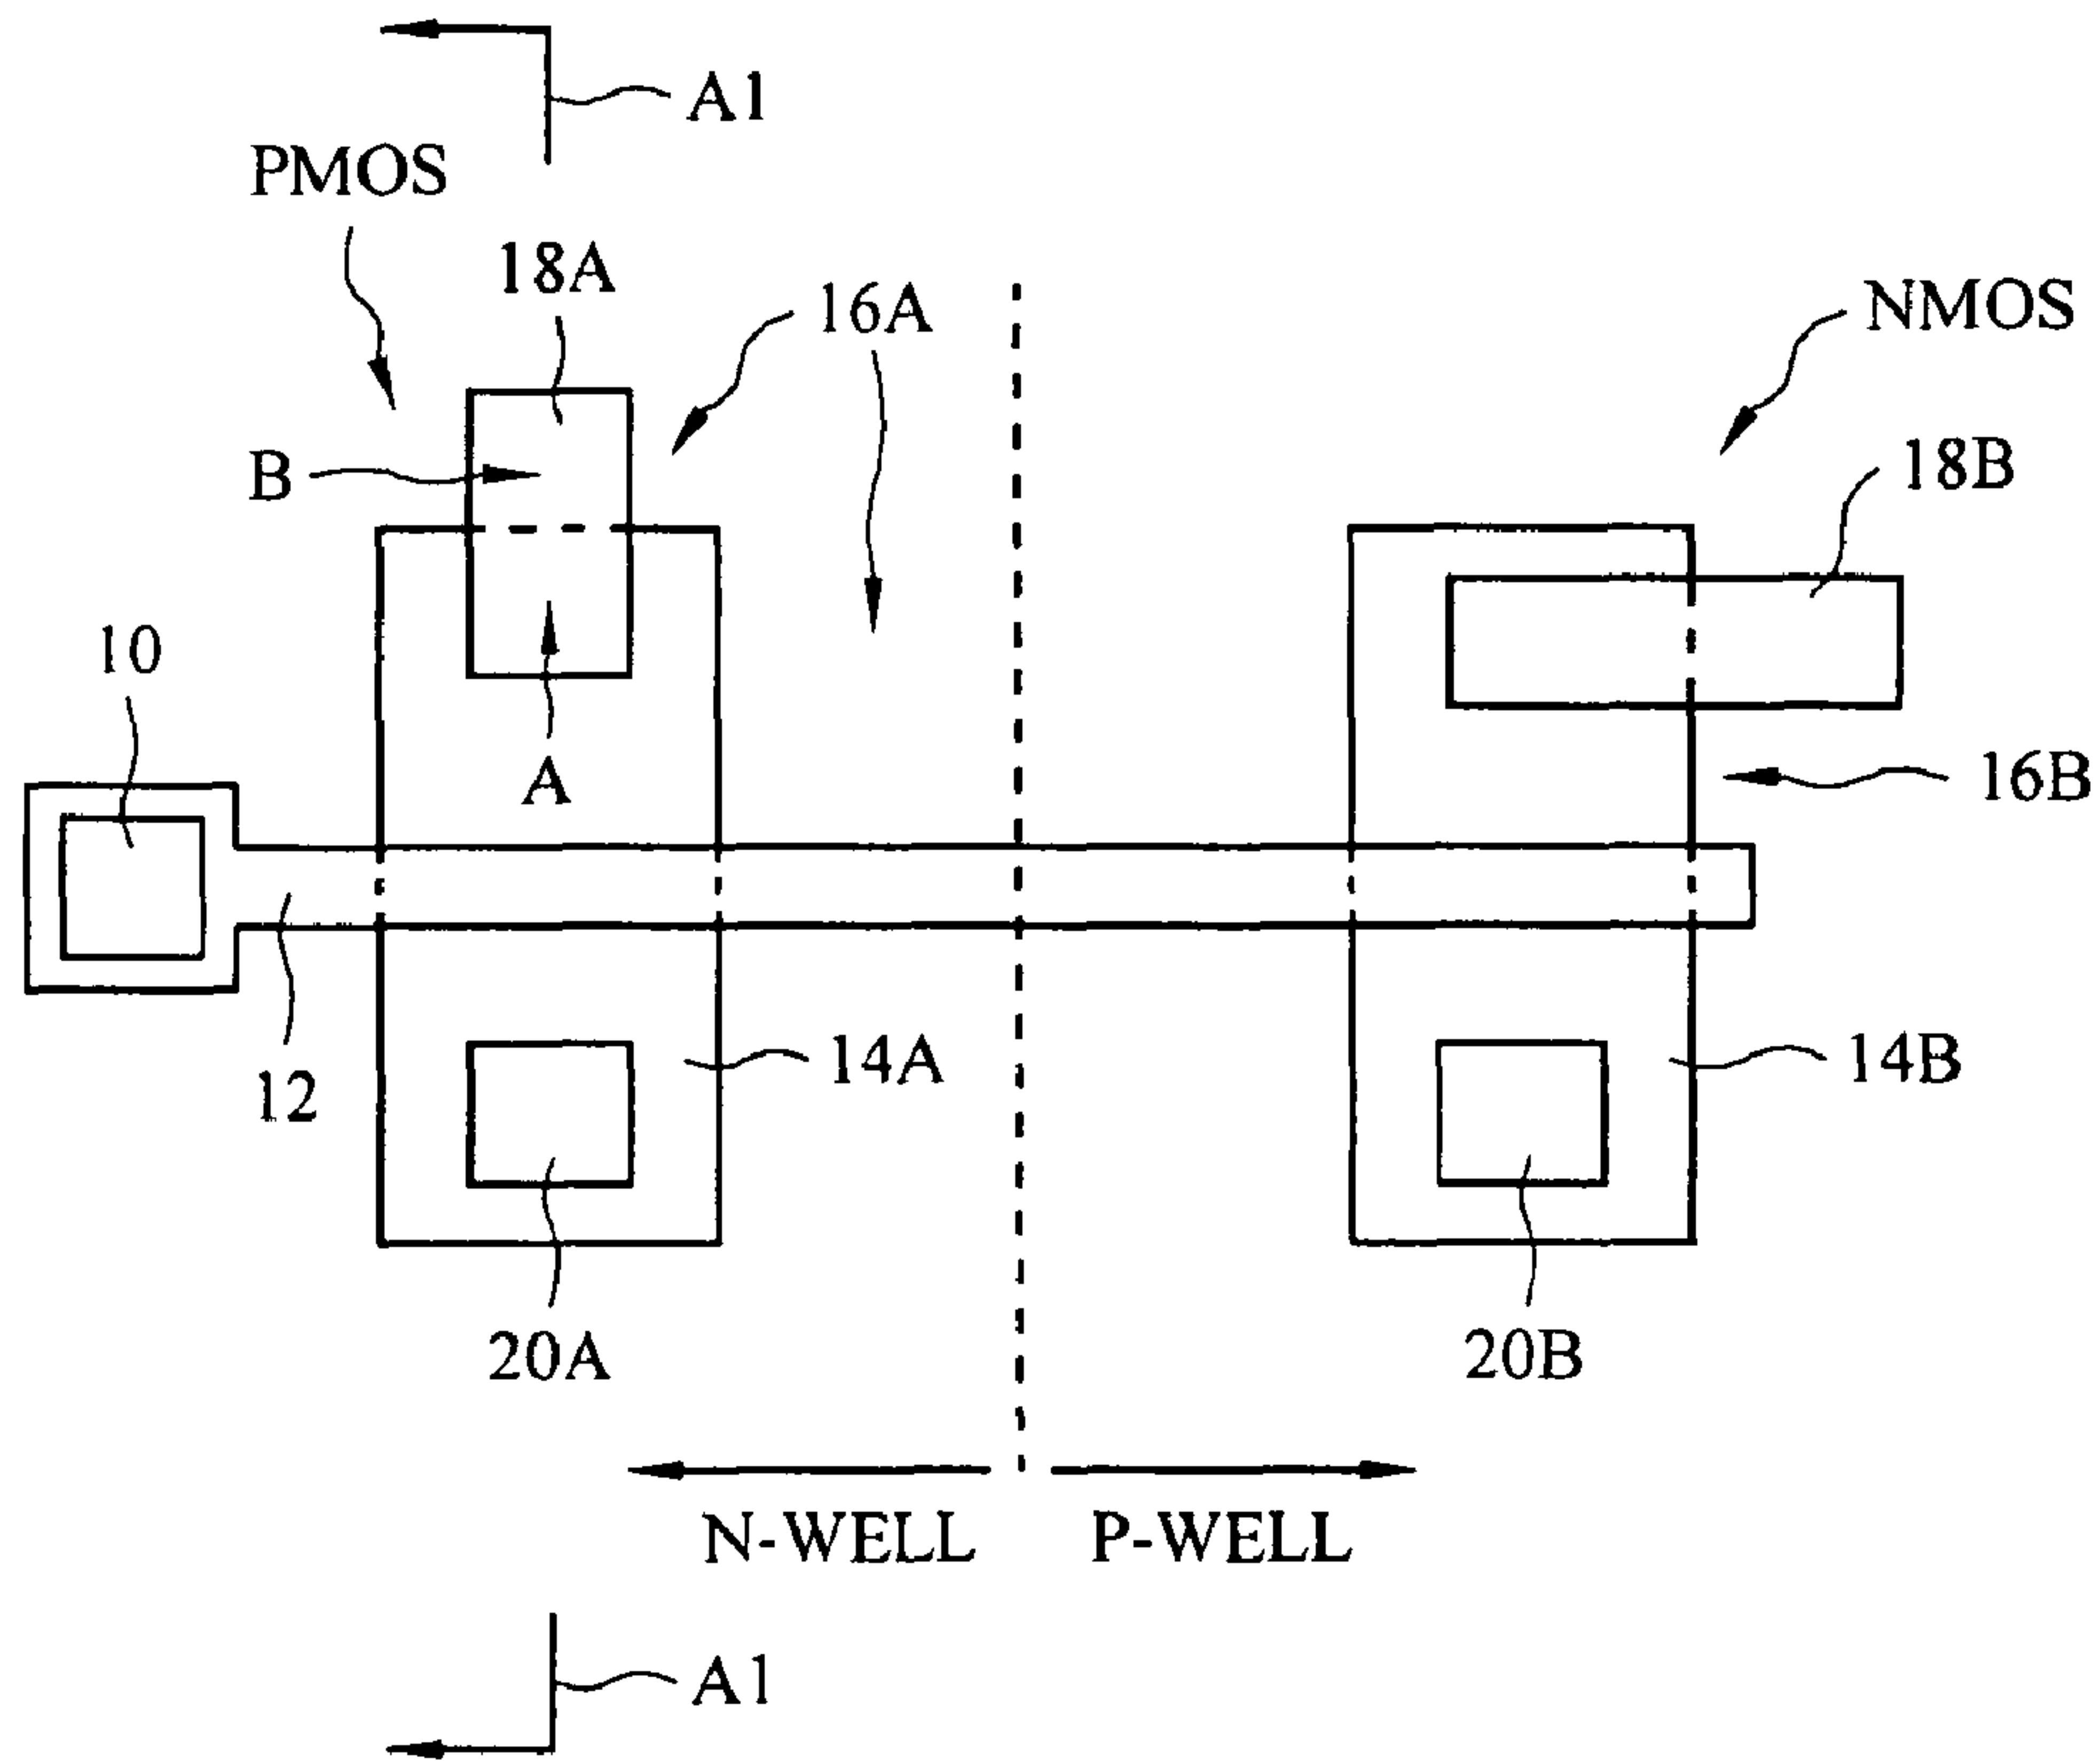 A1
PMOS
18A
16A
NMOS
B
18B
10
A
16B
14A
14B
12
20A
20B
N-WELL
P-WELL
A1